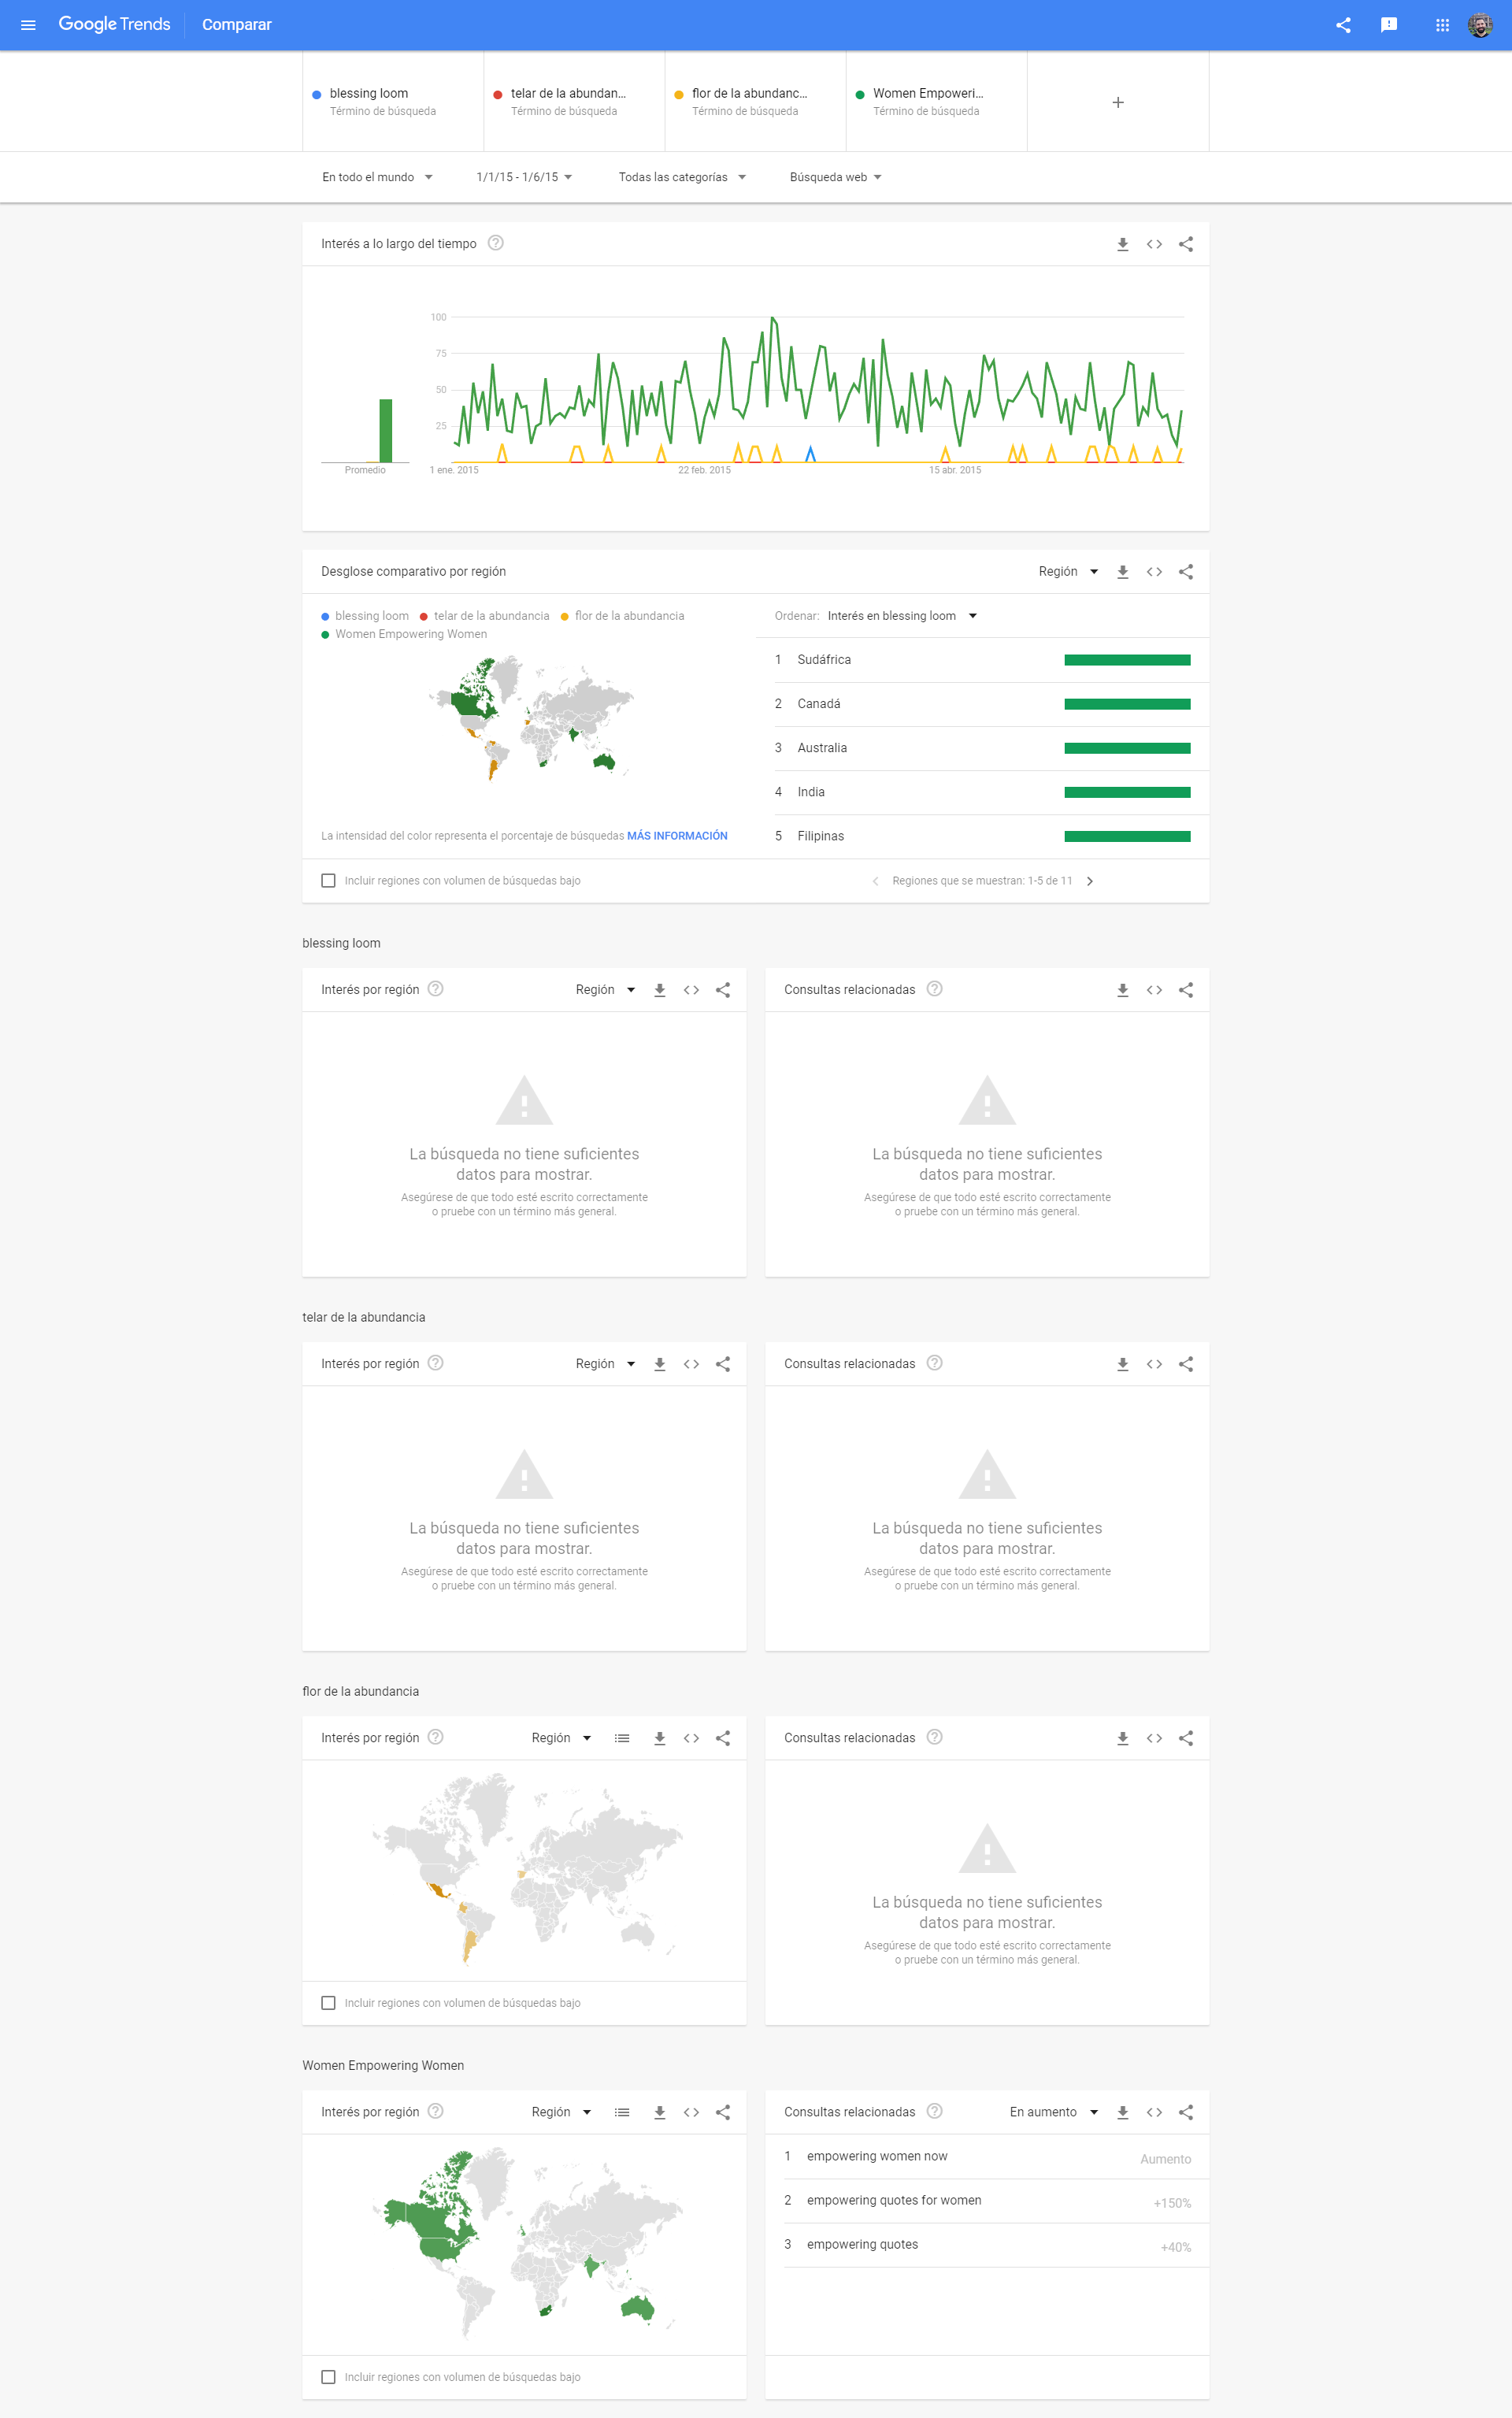 Google Trends Comparar
blessing loom
Término de búsqueda
telar de la abundan...
Término de búsqueda
flor de la abundanc...
Término de búsqueda
Women Empoweri...
Término de búsqueda
En todo el mundo 1/1/15 - 1/6/15 Todas las categorías Búsqueda web
Interés a lo largo del tiempo
100
75
50
25
Promedio
1 ene. 2015 22 feb. 2015 15 abr. 2015
Desglose comparativo por región Región
blessing loom telar de la abundancia flor de la abundancia
Women Empowering Women
Ordenar: Interés en blessing loom
1 Sudáfrica
2 Canadá
3 Australia
4 India
5 Filipinas
La intensidad del color representa el porcentaje de búsquedas MÁS INFORMACIÓN
Incluir regiones con volumen de búsquedas bajo
Regiones que se muestran: 1-5 de 11
blessing loom
Interés por región Región
La búsqueda no tiene suficientes
datos para mostrar.
Asegúrese de que todo esté escrito correctamente
o pruebe con un término más general.
Consultas relacionadas
La búsqueda no tiene suficientes
datos para mostrar.
Asegúrese de que todo esté escrito correctamente
o pruebe con un término más general.
telar de la abundancia
Interés por región Región
La búsqueda no tiene suficientes
datos para mostrar.
Asegúrese de que todo esté escrito correctamente
o pruebe con un término más general.
Consultas relacionadas
La búsqueda no tiene suficientes
datos para mostrar.
Asegúrese de que todo esté escrito correctamente
o pruebe con un término más general.
flor de la abundancia
Interés por región Región
Incluir regiones con volumen de búsquedas bajo
Consultas relacionadas
La búsqueda no tiene suficientes
datos para mostrar.
Asegúrese de que todo esté escrito correctamente
o pruebe con un término más general.
Women Empowering Women
Interés por región Región
Incluir regiones con volumen de búsquedas bajo
Consultas relacionadas En aumento
1 empowering women now Aumento
2 empowering quotes for women +150%
3 empowering quotes +40%